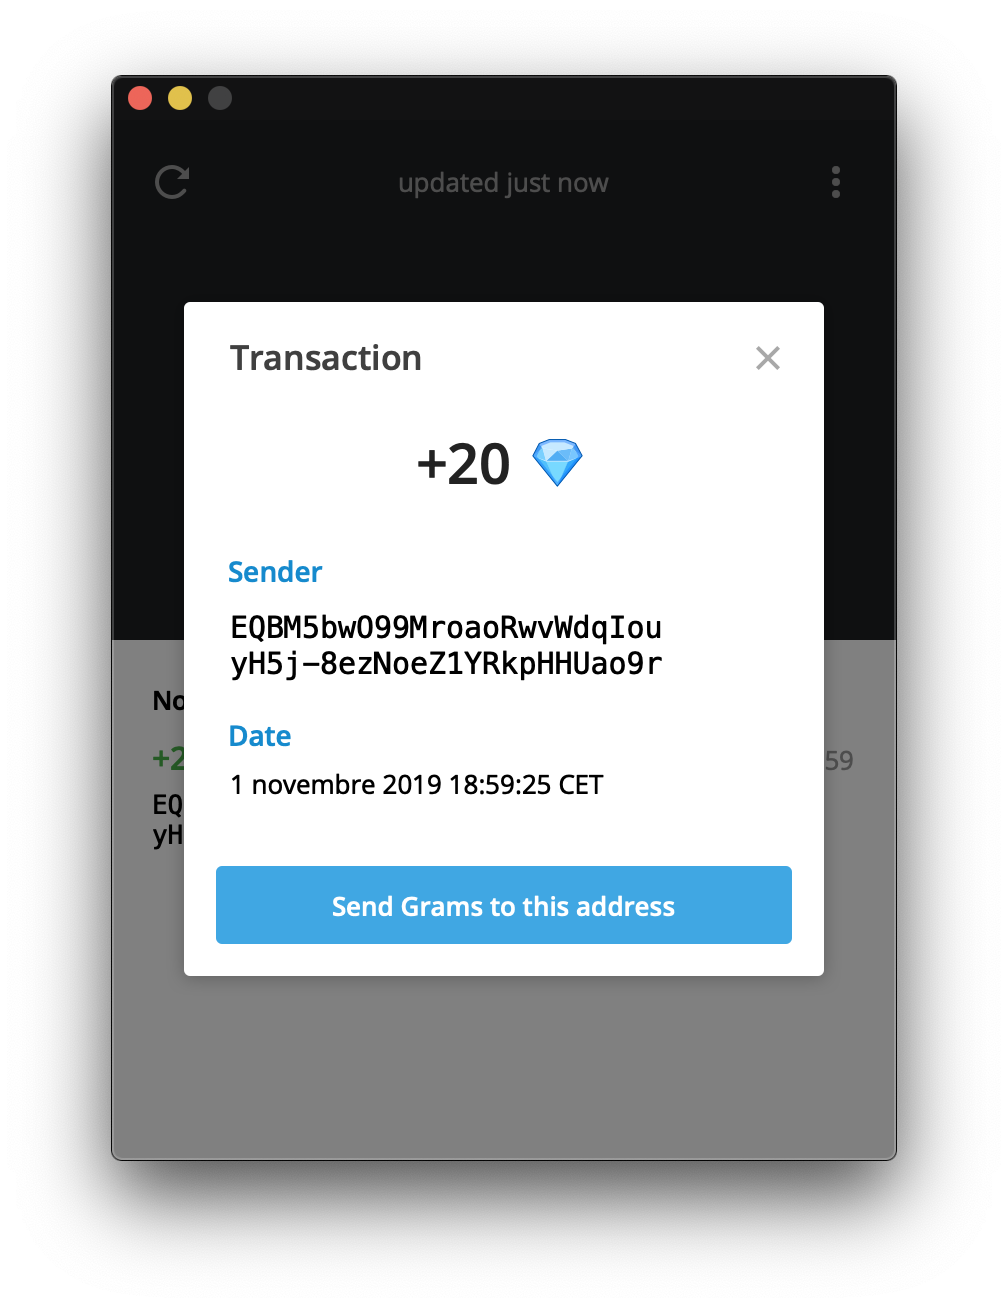 updated just now
Transaction
+20 💎
Sender
EQBM5bwO99MroaoRwvWdqIou
yH5j-8ezNoeZ1YRkpHHUao9r
Date
1 novembre 2019 18:59:25 CET
No
+2
59
EQ
yH
Send Grams to this address